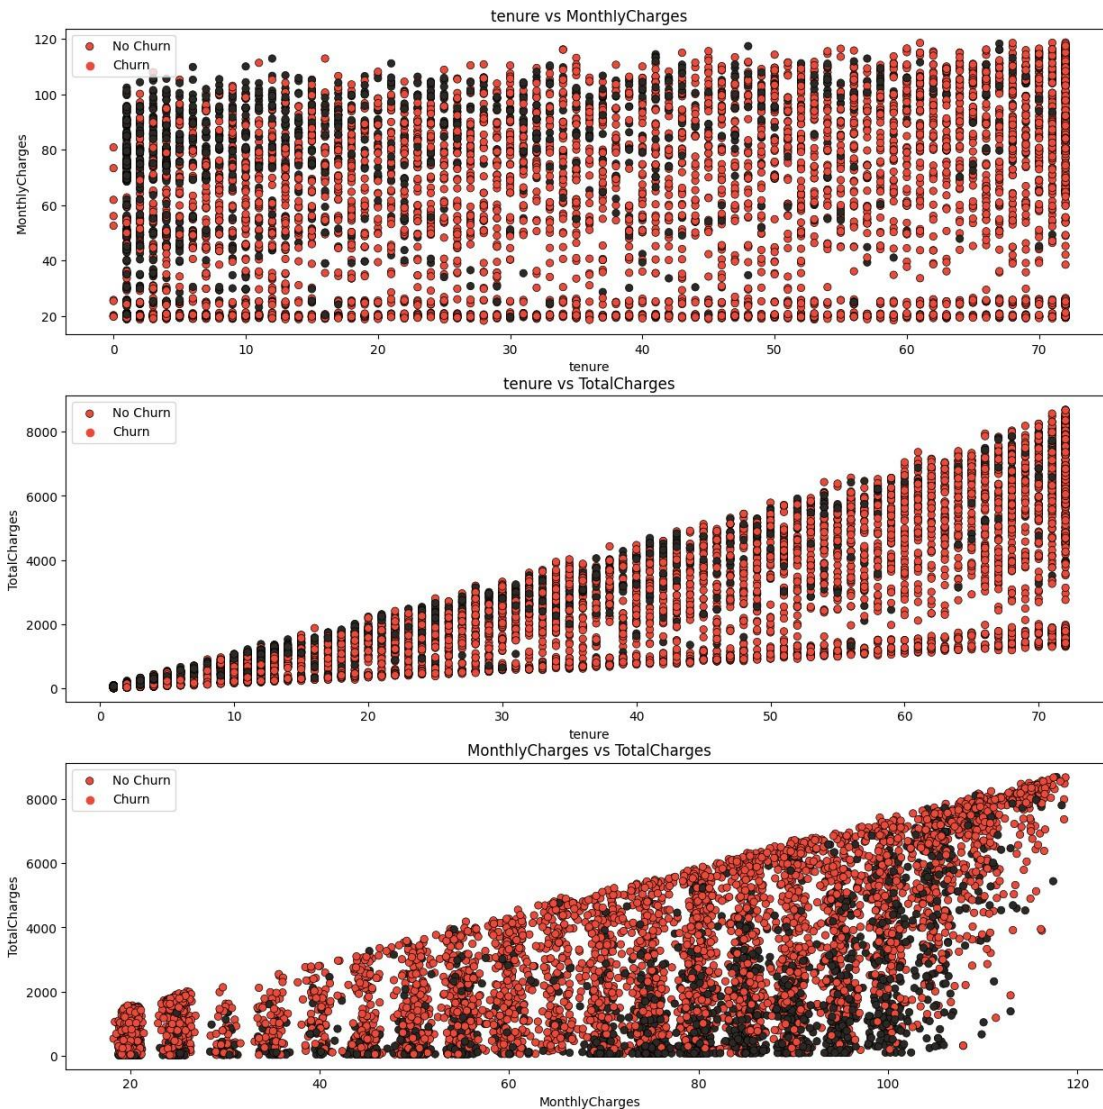 tenure vs MonthlyCharges
No Churn
Churn
MonthlyCharges
120
100
80
60
40
20
0 10 20 30 40 50 60 70
tenure
tenure vs TotalCharges
No Churn
Churn
TotalCharges
8000
6000
4000
2000
0
0 10 20 30 40 50 60 70
tenure
MonthlyCharges vs TotalCharges
No Churn
Churn
TotalCharges
8000
6000
4000
2000
0
20 40 60 80 100 120
MonthlyCharges